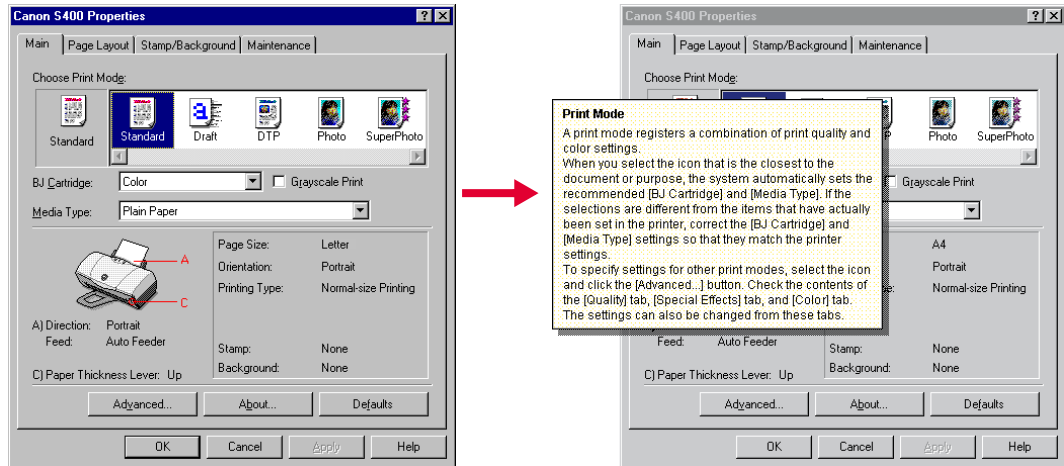 Canon S400 Properties
Main Page Layout Stamp/Background Maintenance
Choose Print Mode:
Standard
Standard Draft DTP Photo SuperPhoto
BJ Cartridge: Color Grayscale Print
Media Type: Plain Paper
A
C
Page Size: Letter
Orientation: Portrait
Printing Type: Normal-size Printing
A) Direction: Portrait
Feed: Auto Feeder
Stamp: None
Background: None
C) Paper Thickness Lever: Up
Advanced... About... Defaults
OK Cancel Apply Help
Canon S400 Properties
Main Page Layout Stamp/Background Maintenance
Choose Print Mode:
Photo SuperPhoto
Grayscale Print
Print Mode
A print mode registers a combination of print quality and
color settings.
When you select the icon that is the closest to the
document or purpose, the system automatically sets the
recommended [BJ Cartridge] and [Media Type]. If the
selections are different from the items that have actually
been set in the printer, correct the [BJ Cartridge] and
[Media Type] settings so that they match the printer
settings.
To specify settings for other print modes, select the icon
and click the [Advanced...] button. Check the contents of
the [Quality] tab, [Special Effects] tab, and [Color] tab.
The settings can also be changed from these tabs.
A4
Portrait
Normal-size Printing
Feed: Auto Feeder
Stamp: None
Background: None
C) Paper Thickness Lever: Up
Advanced... About... Defaults
OK Cancel Apply Help